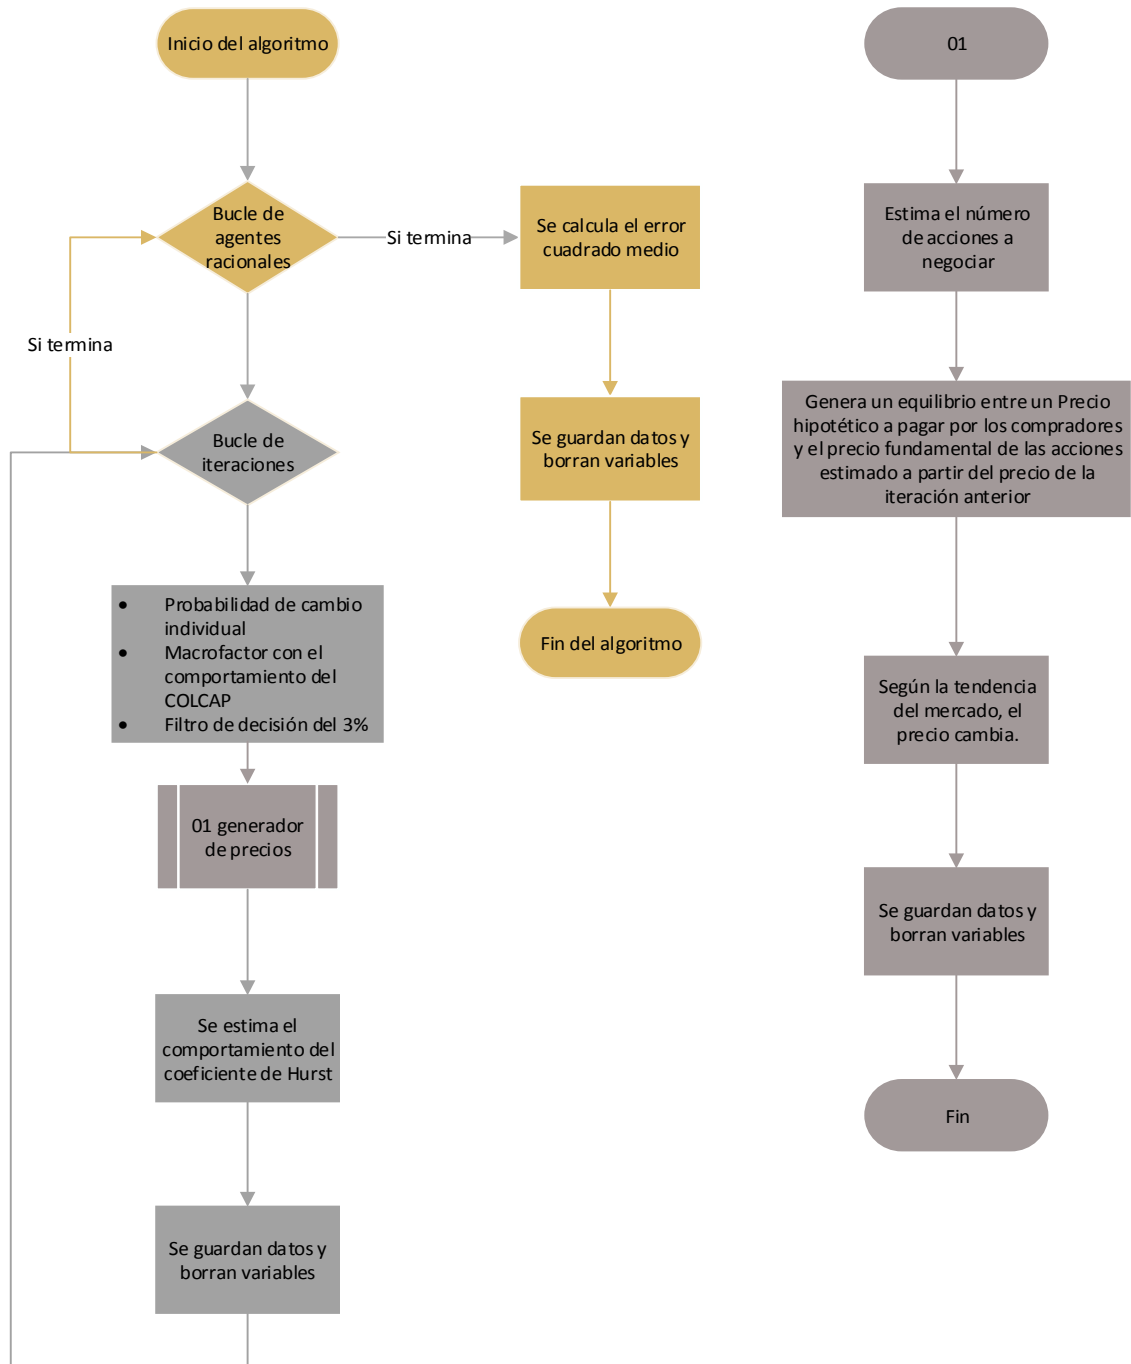 Inicio del algoritmo
Bucle de
agentes
racionales
Si termina
Se calcula el error
cuadrado medio
Si termina
Se guardan datos y
borran variables
Bucle de
iteraciones
Fin del algoritmo
• Probabilidad de cambio
individual
• Macrofactor con el
comportamiento del
COLCAP
• Filtro de decisión del 3%
01 generador
de precios
Se estima el
comportamiento del
coeficiente de Hurst
Se guardan datos y
borran variables
01
Estima el número
de acciones a
negociar
Genera un equilibrio entre un Precio
hipotético a pagar por los compradores
y el precio fundamental de las acciones
estimado a partir del precio de la
iteración anterior
Según la tendencia
del mercado, el
precio cambia.
Se guardan datos y
borran variables
Fin